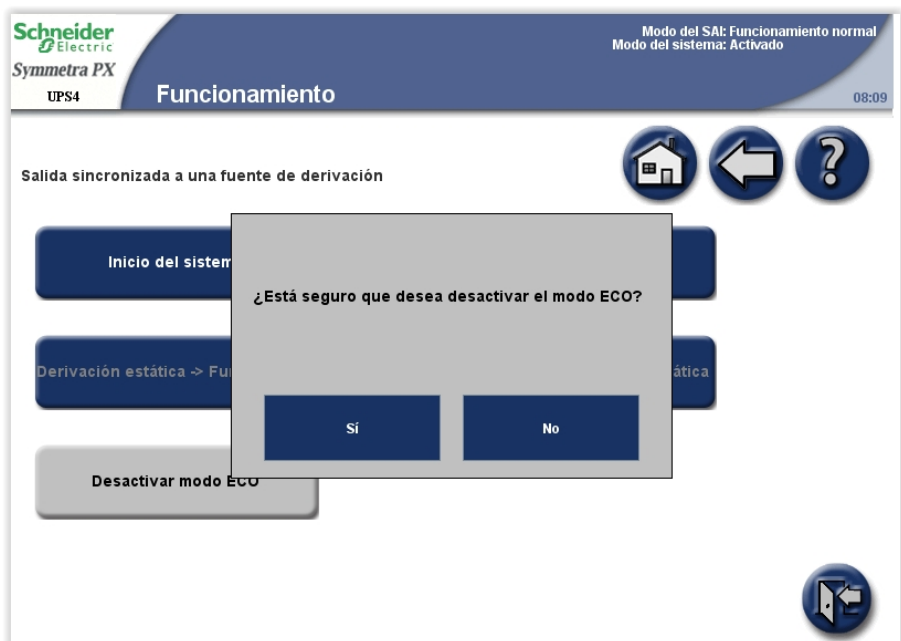 Schneider
Electric
Symmetra PX
UPS4
Funcionamiento
Modo del SAI: Funcionamiento normal
Modo del sistema: Activado
08:09
?
Salida sincronizada a una fuente de derivación
Inicio del sistem
Derivación estática -> Fu
ática
Desactivar modo ECO
¿Está seguro que desea desactivar el modo ECO?
Sí
No